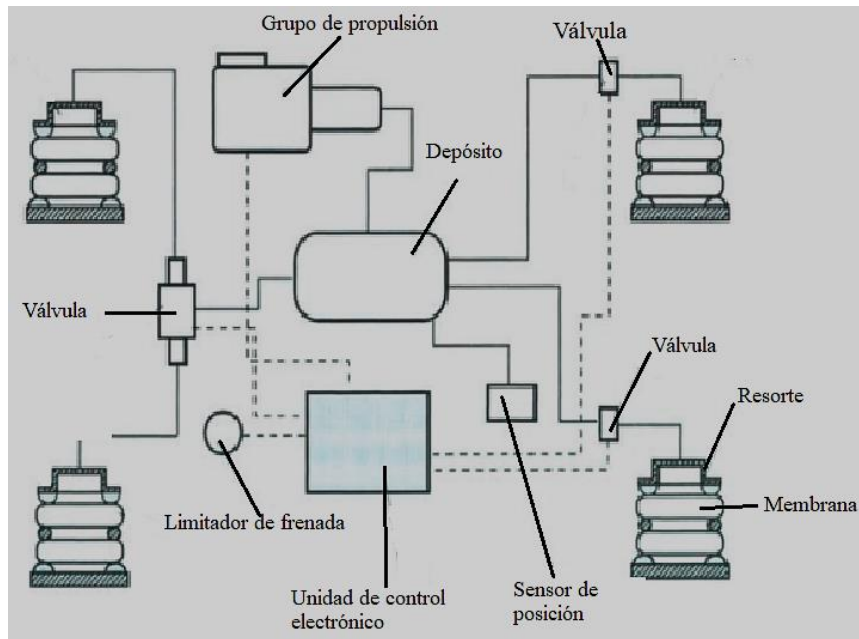 Grupo de propulsión
Válvula
Depósito
Válvula
Válvula
Resorte
Membrana
Limitador de frenada
Unidad de control
electrónico
Sensor de
posición